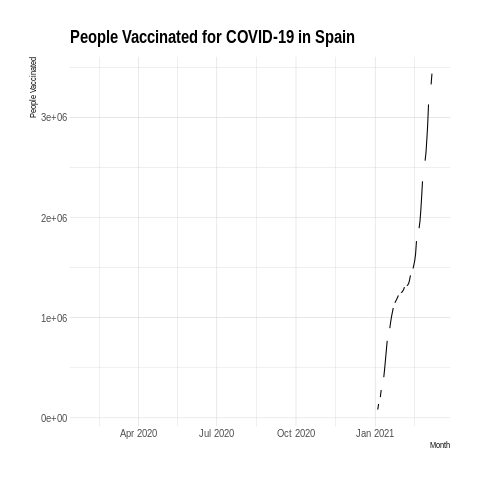 People Vaccinated for COVID-19 in Spain
People Vaccinated
3e+06
2e+06
1e+06
0e+00
Apr 2020 Jul 2020 Oct 2020 Jan 2021
Month